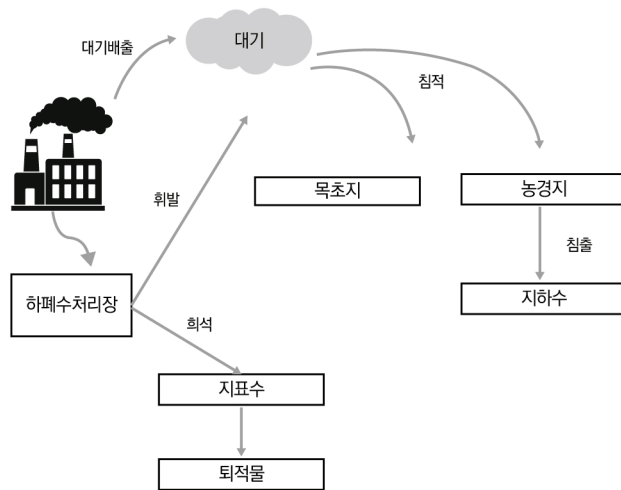 대기
대기배출
침적
휘발
목초지
농경지
침출
하폐수처리장
지하수
희석
지표수
퇴적물